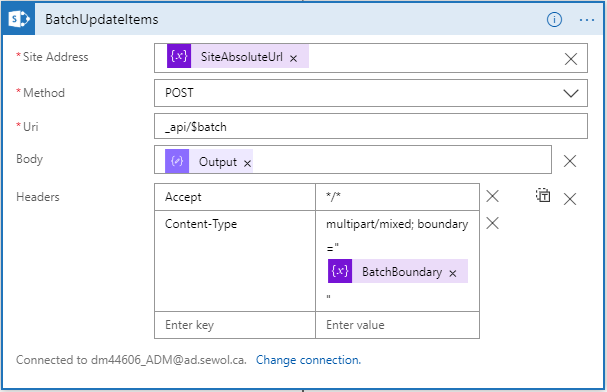 BatchUpdateItems
* Site Address
{x} SiteAbsoluteUrl ×
* Method
POST
* Uri
_api/$batch
Body
Output ×
Headers
Accept
*/*
Content-Type
multipart/mixed; boundary
="
{x} BatchBoundary ×
"
Enter key
Enter value
Connected to dm44606_ADM@ad.sewol.ca. Change connection.